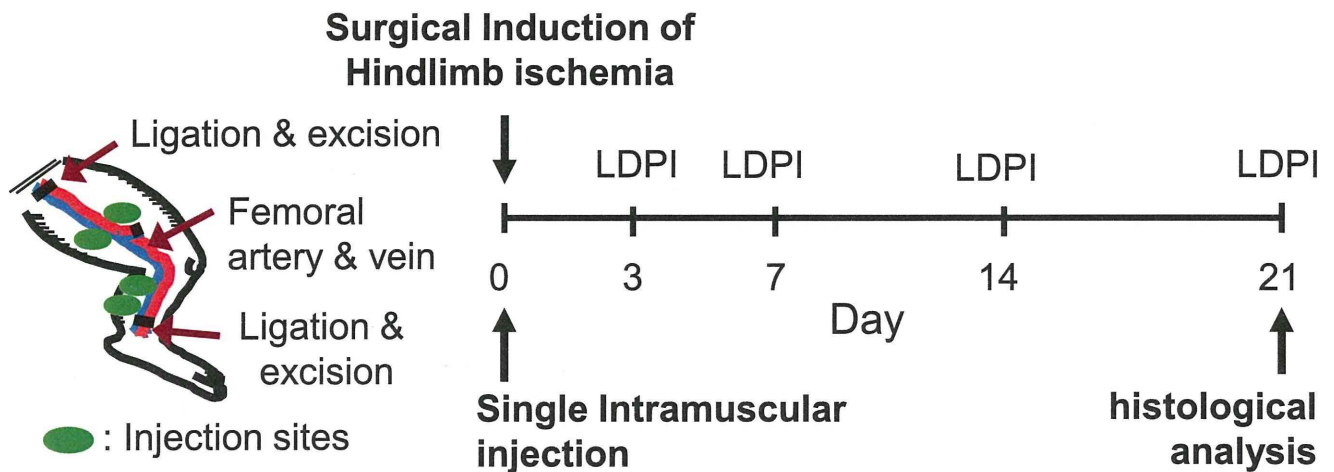 Surgical Induction of
Hindlimb ischemia
Ligation & excision
Femoral
artery & vein
Ligation &
excision
: Injection sites
LDPI
LDPI
LDPI
LDPI
0
3
7
14
21
Day
Single Intramuscular
injection
histological
analysis